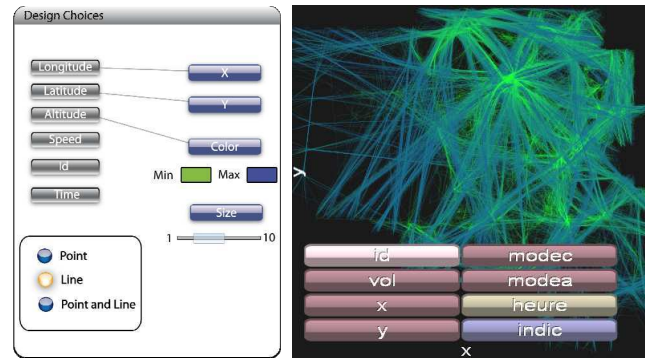 Design Choices
Longitude
X
Latitude
Y
Altitude
Speed
Color
Id
Min
Max
Time
Size
1
10
Point
Line
Point and Line
y
id
modec
vol
modea
x
heure
y
indic
x